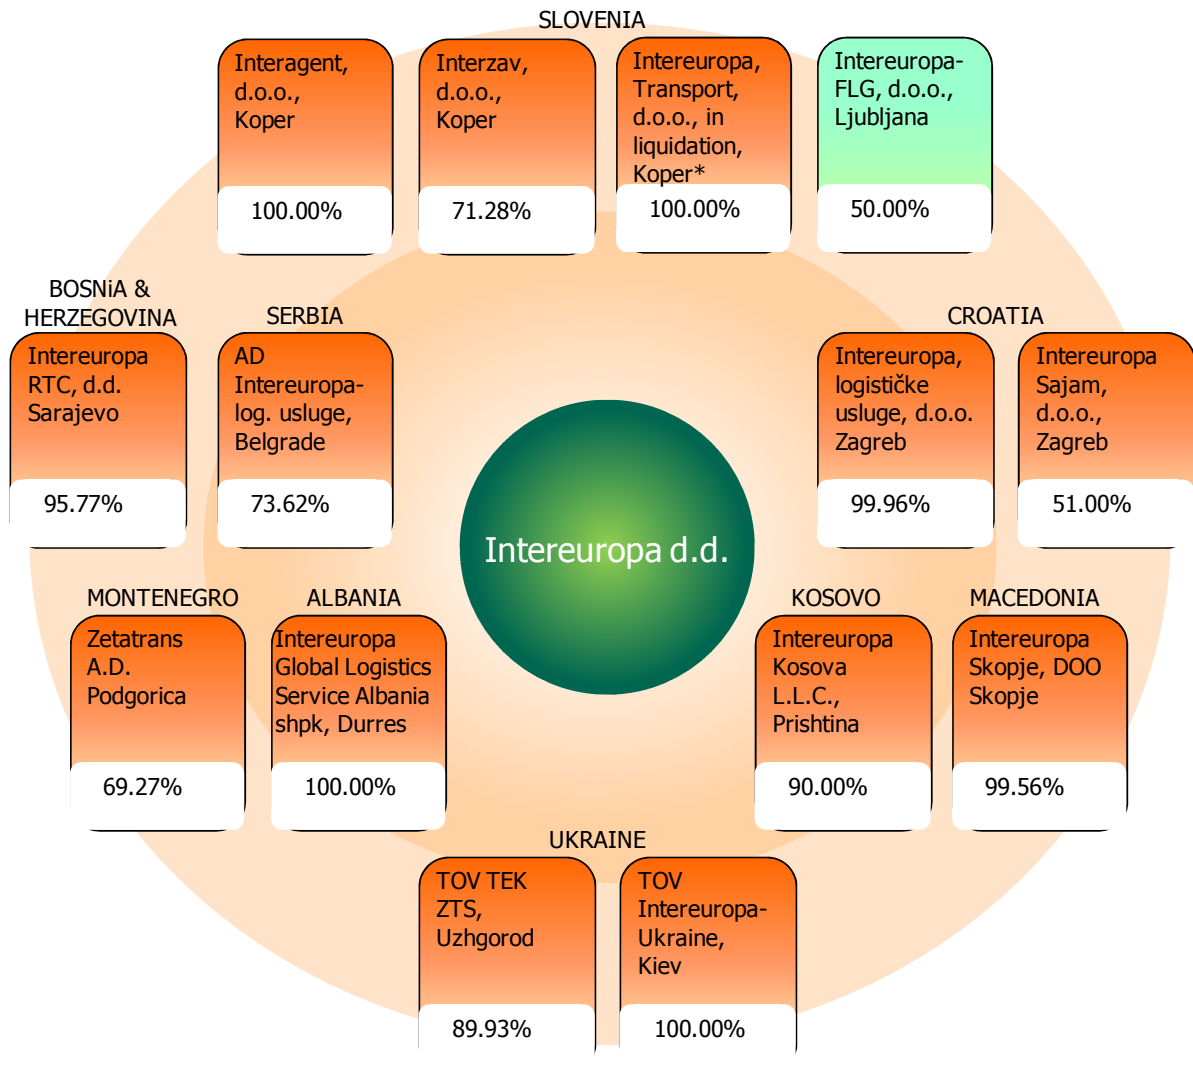 SLOVENIA
Interagent,
d.o.o.,
Koper
100.00%
Interzav,
d.o.o.,
Koper
71.28%
Intereuropa,
Transport,
d.o.o., in
liquidation,
Koper*
100.00%
Intereuropa-
FLG, d.o.o.,
Ljubljana
50.00%
BOSNiA &
HERZEGOVINA
Intereuropa
RTC, d.d.
Sarajevo
95.77%
SERBIA
AD
Intereuropa-
log. usluge,
Belgrade
73.62%
CROATIA
Intereuropa,
logističke
usluge, d.o.o.
Zagreb
99.96%
Intereuropa
Sajam,
d.o.o.,
Zagreb
51.00%
Intereuropa d.d.
MONTENEGRO
Zetatrans
A.D.
Podgorica
69.27%
ALBANIA
Intereuropa
Global Logistics
Service Albania
shpk, Durres
100.00%
KOSOVO
Intereuropa
Kosova
L.L.C.,
Prishtina
90.00%
MACEDONIA
Intereuropa
Skopje, DOO
Skopje
99.56%
UKRAINE
TOV TEK
ZTS,
Uzhgorod
89.93%
TOV
Intereuropa-
Ukraine,
Kiev
100.00%